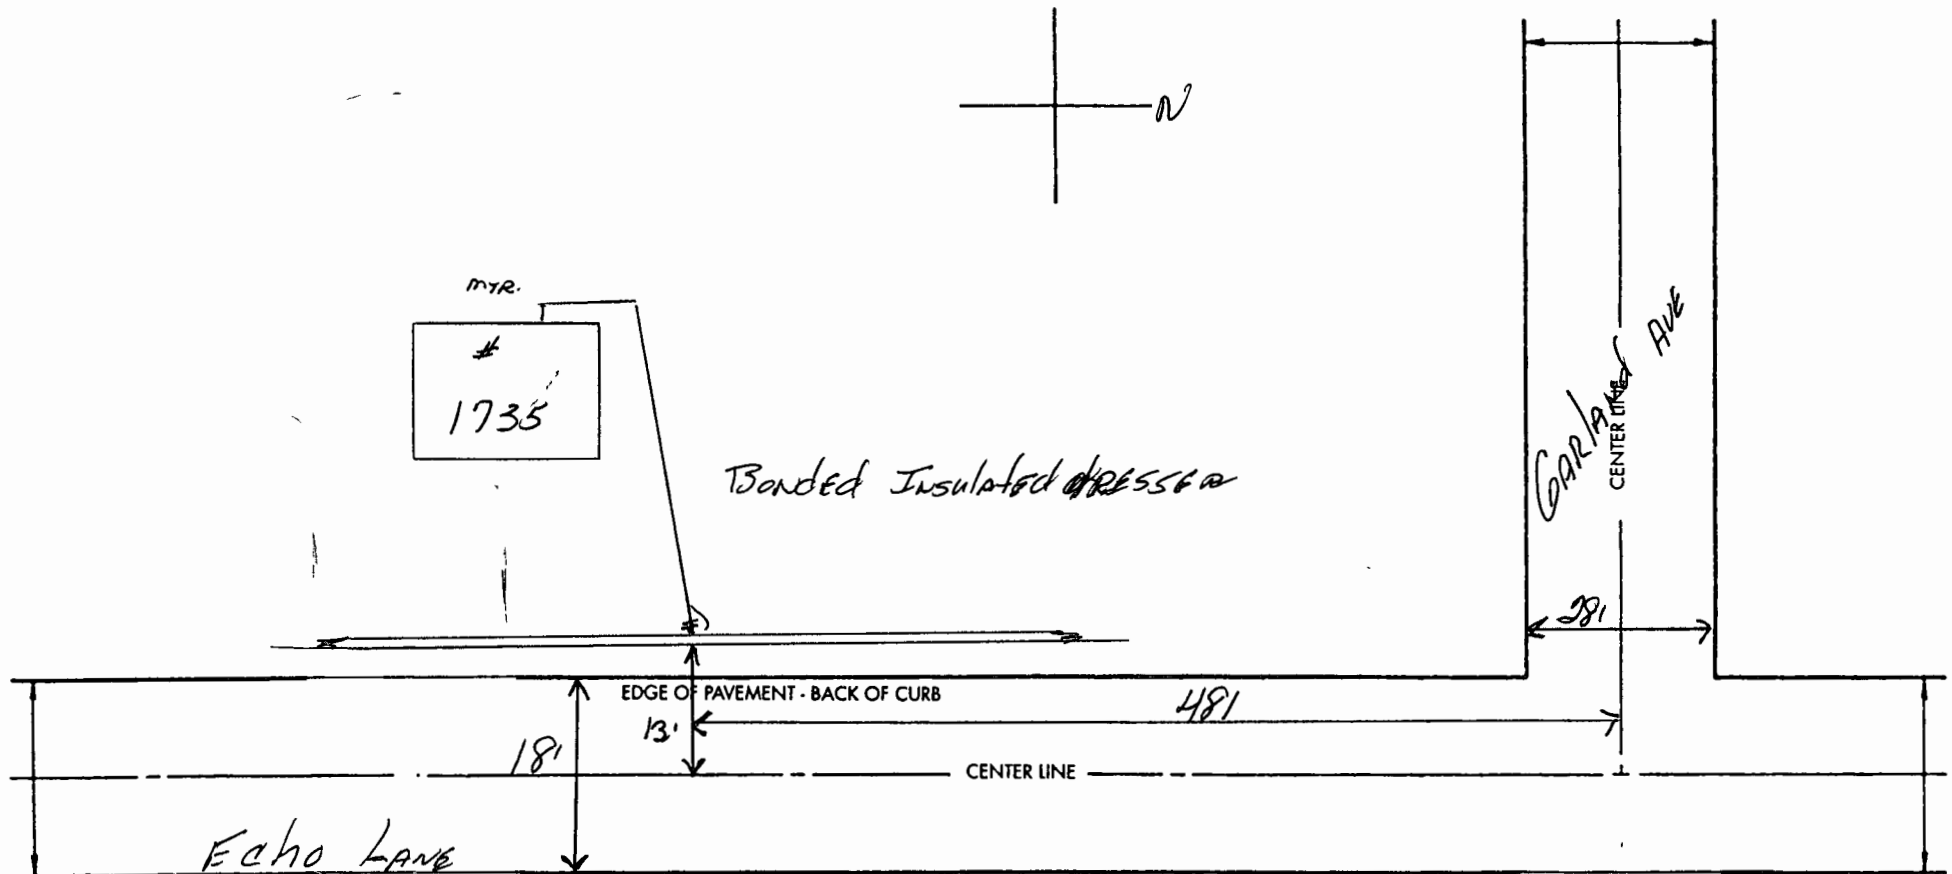 N
MTR.
#
1735
Bonded Insulated dRESSER
GARlANd AVE
CENTER LINE
28'
EDGE OF PAVEMENT - BACK OF CURB
481
13'
18'
CENTER LINE
Echo LANE